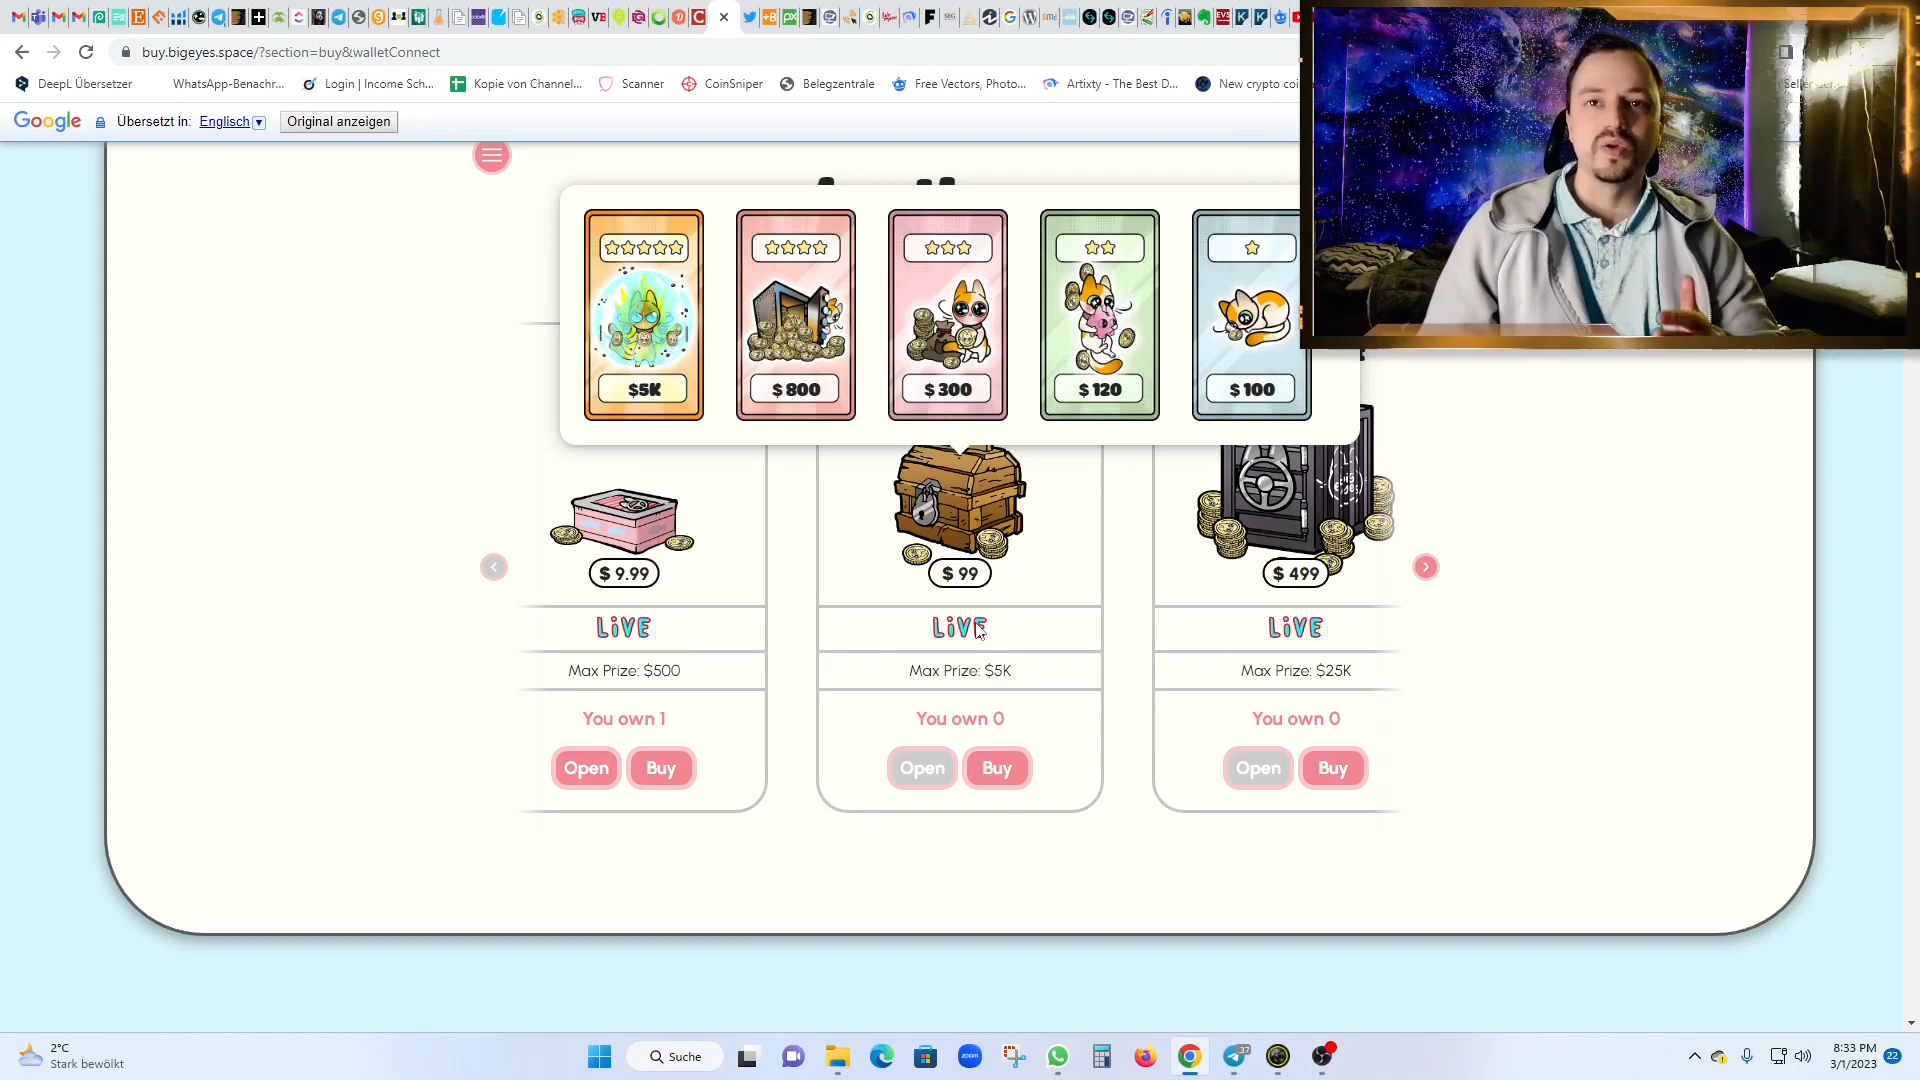 buy.bigeyes.space/?section=buy&walletConnect
DeepL Übersetzer
WhatsApp-Benachr...
Login | Income Sch...
Kopie von Channel...
Scanner
CoinSniper
Belegzentrale
Free Vectors, Photo...
Artixty - The Best D...
New crypto coi
Google
Übersetzt in:
Englisch
Original anzeigen
$5K
$ 800
$ 300
$ 120
$ 100
$ 9.99
$ 99
$ 499
LiVE
LiVE
LiVE
Max Prize: $500
Max Prize: $5K
Max Prize: $25K
You own 1
You own 0
You own 0
Open
Buy
Open
Buy
Open
Buy
2°C
Stark bewölkt
Suche
zoom
37
8:33 PM
3/1/2023
22